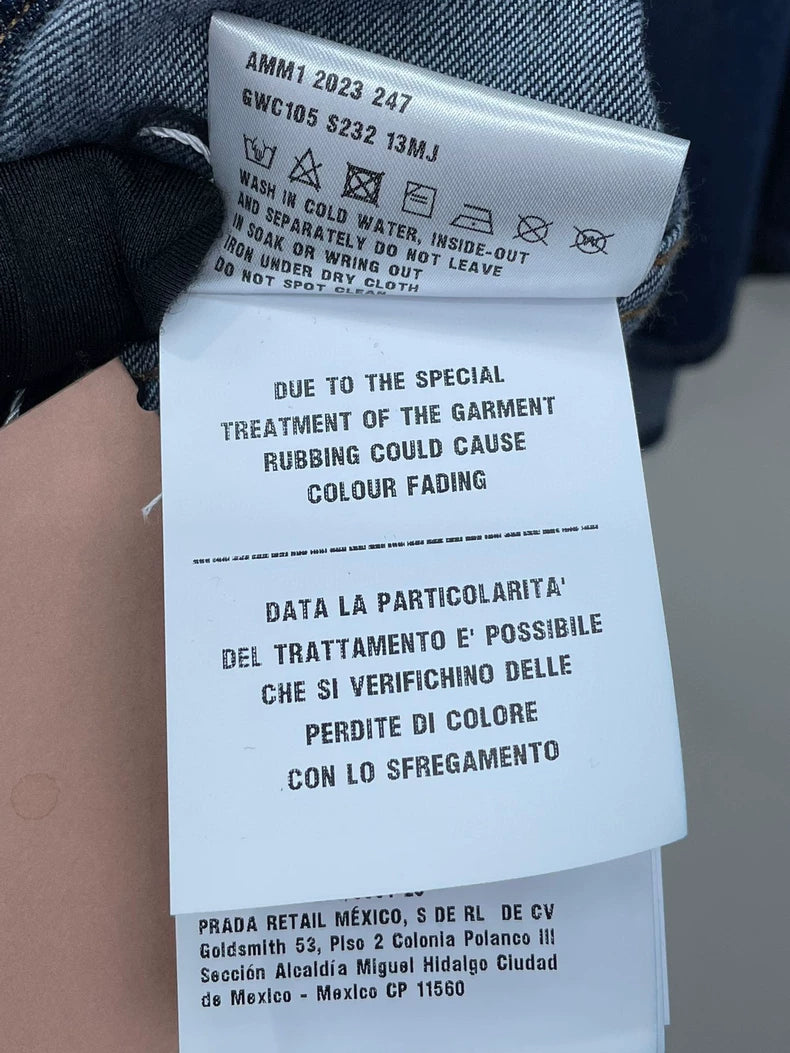 AMM1 2023 247
GWC105 S232 13MJ
WASH IN COLD WATER, INSIDE-OUT
AND SEPARATELY DO NOT LEAVE
IN SOAK OR WRING OUT
IRON UNDER DRY CLOTH
DO NOT SPOT CLEAN
DUE TO THE SPECIAL
TREATMENT OF THE GARMENT
RUBBING COULD CAUSE
COLOUR FADING
DATA LA PARTICOLARITA'
DEL TRATTAMENTO E' POSSIBILE
CHE SI VERIFICHINO DELLE
PERDITE DI COLORE
CON LO SFREGAMENTO
PRADA RETAIL MÉXICO, S DE RL DE CV
Goldsmith 53, Piso 2 Colonia Polanco III
Sección Alcaldía Miguel Hidalgo Ciudad
de Mexico - Mexico CP 11560